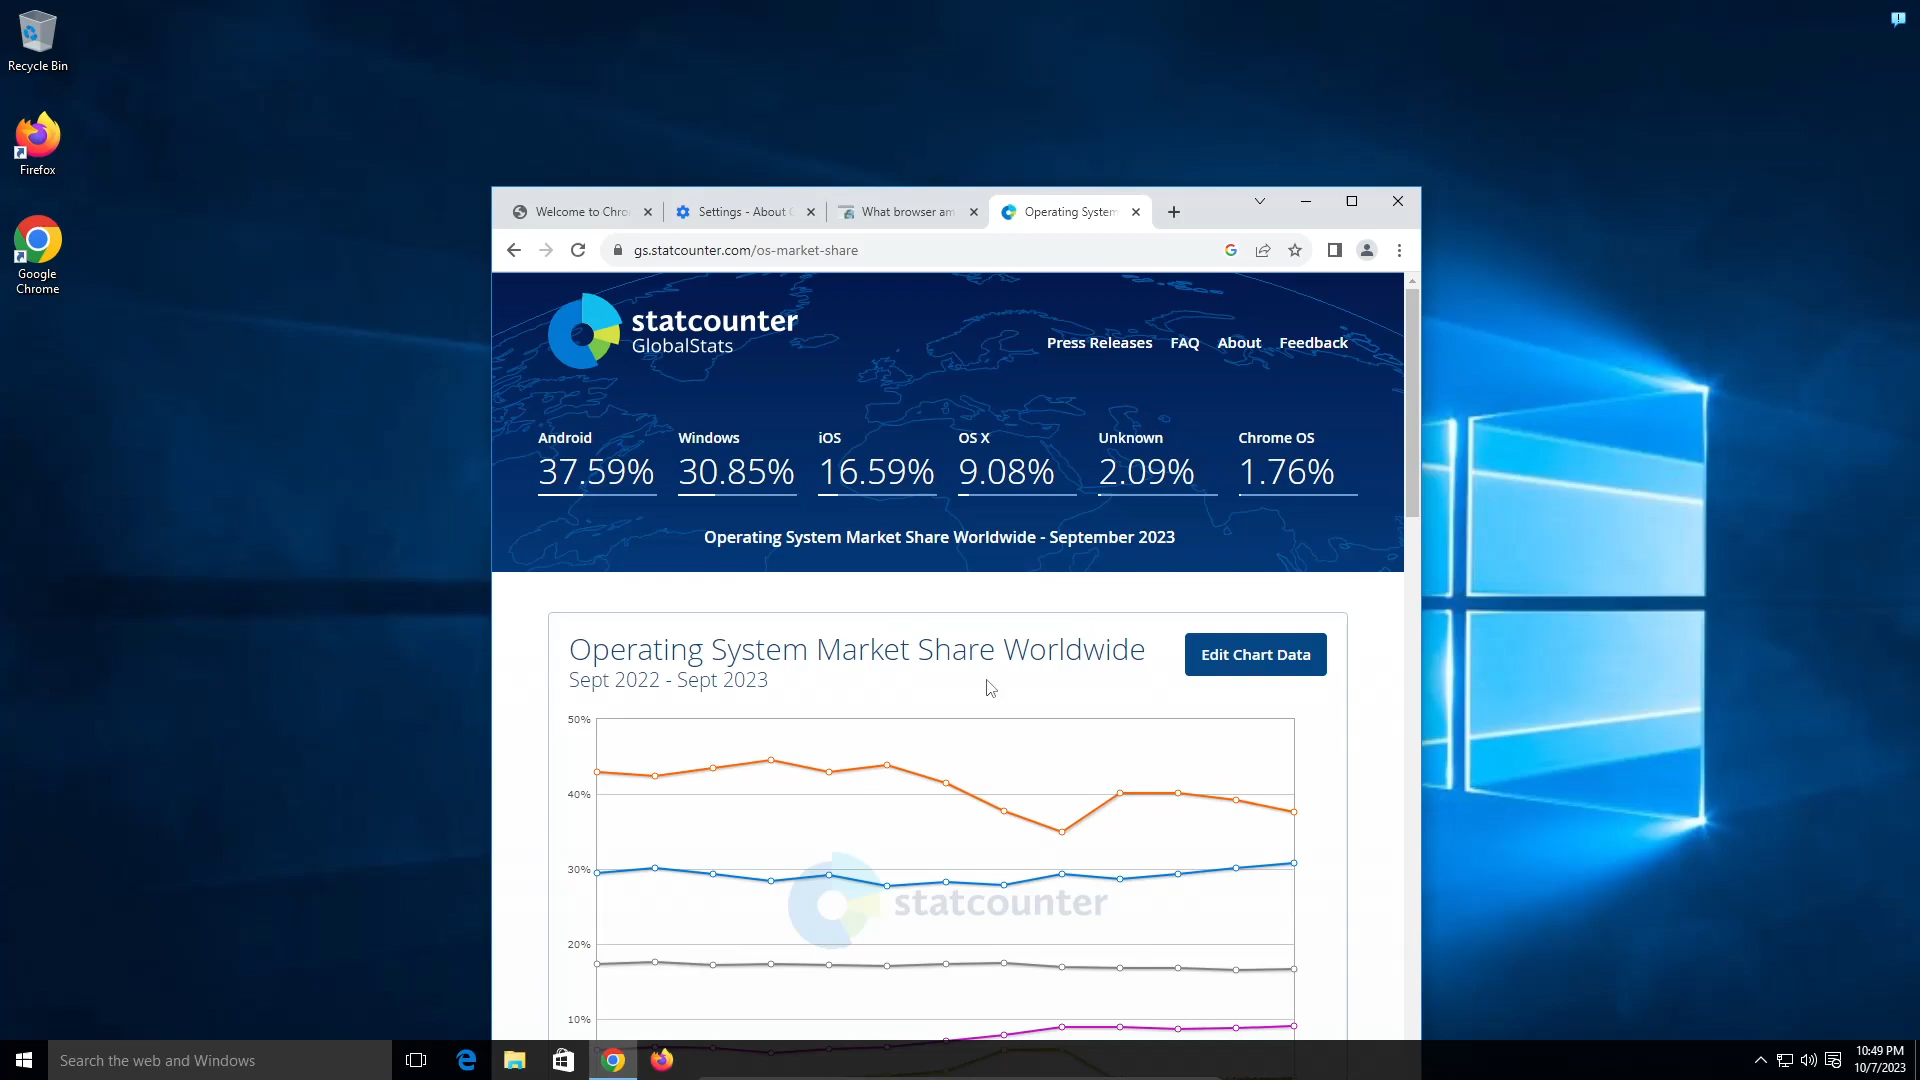 Recycle Bin
Firefox
Google
Chrome
Welcome to Chro
Settings - About
What browser am
Operating System
gs.statcounter.com/os-market-share
statcounter
GlobalStats
Press Releases FAQ About Feedback
Android Windows iOS OS X Unknown Chrome OS
37.59% 30.85% 16.59% 9.08% 2.09% 1.76%
Operating System Market Share Worldwide - September 2023
Operating System Market Share Worldwide
Edit Chart Data
Sept 2022 - Sept 2023
50%
40%
30%
statcounter
20%
10%
Search the web and Windows
10:49 PM
10/7/2023